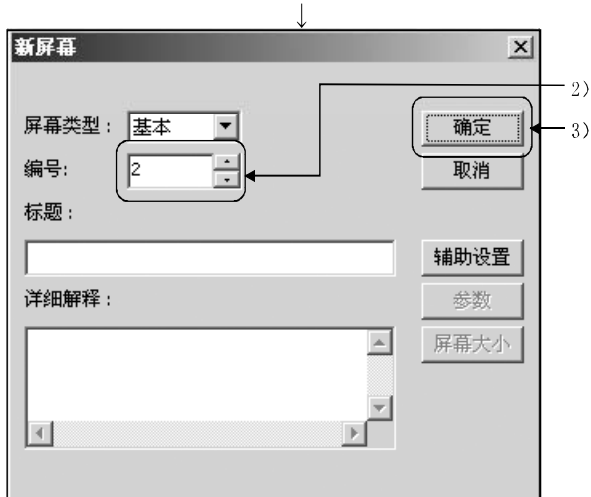 新屏幕
2)
屏幕类型： 基本 确定 3)
编号: 2 取消
标题：
辅助设置
详细解释： 参数
屏幕大小